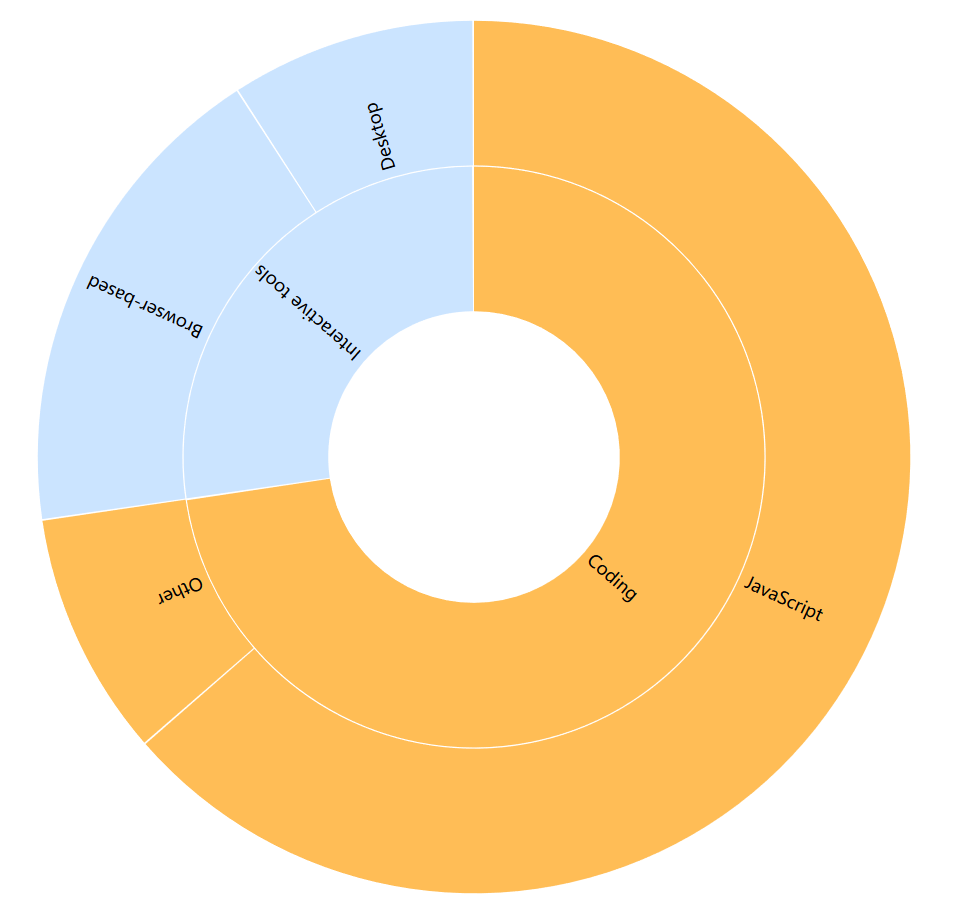 Desktop
Interactive tools
Browser-based
Other
Coding
JavaScript